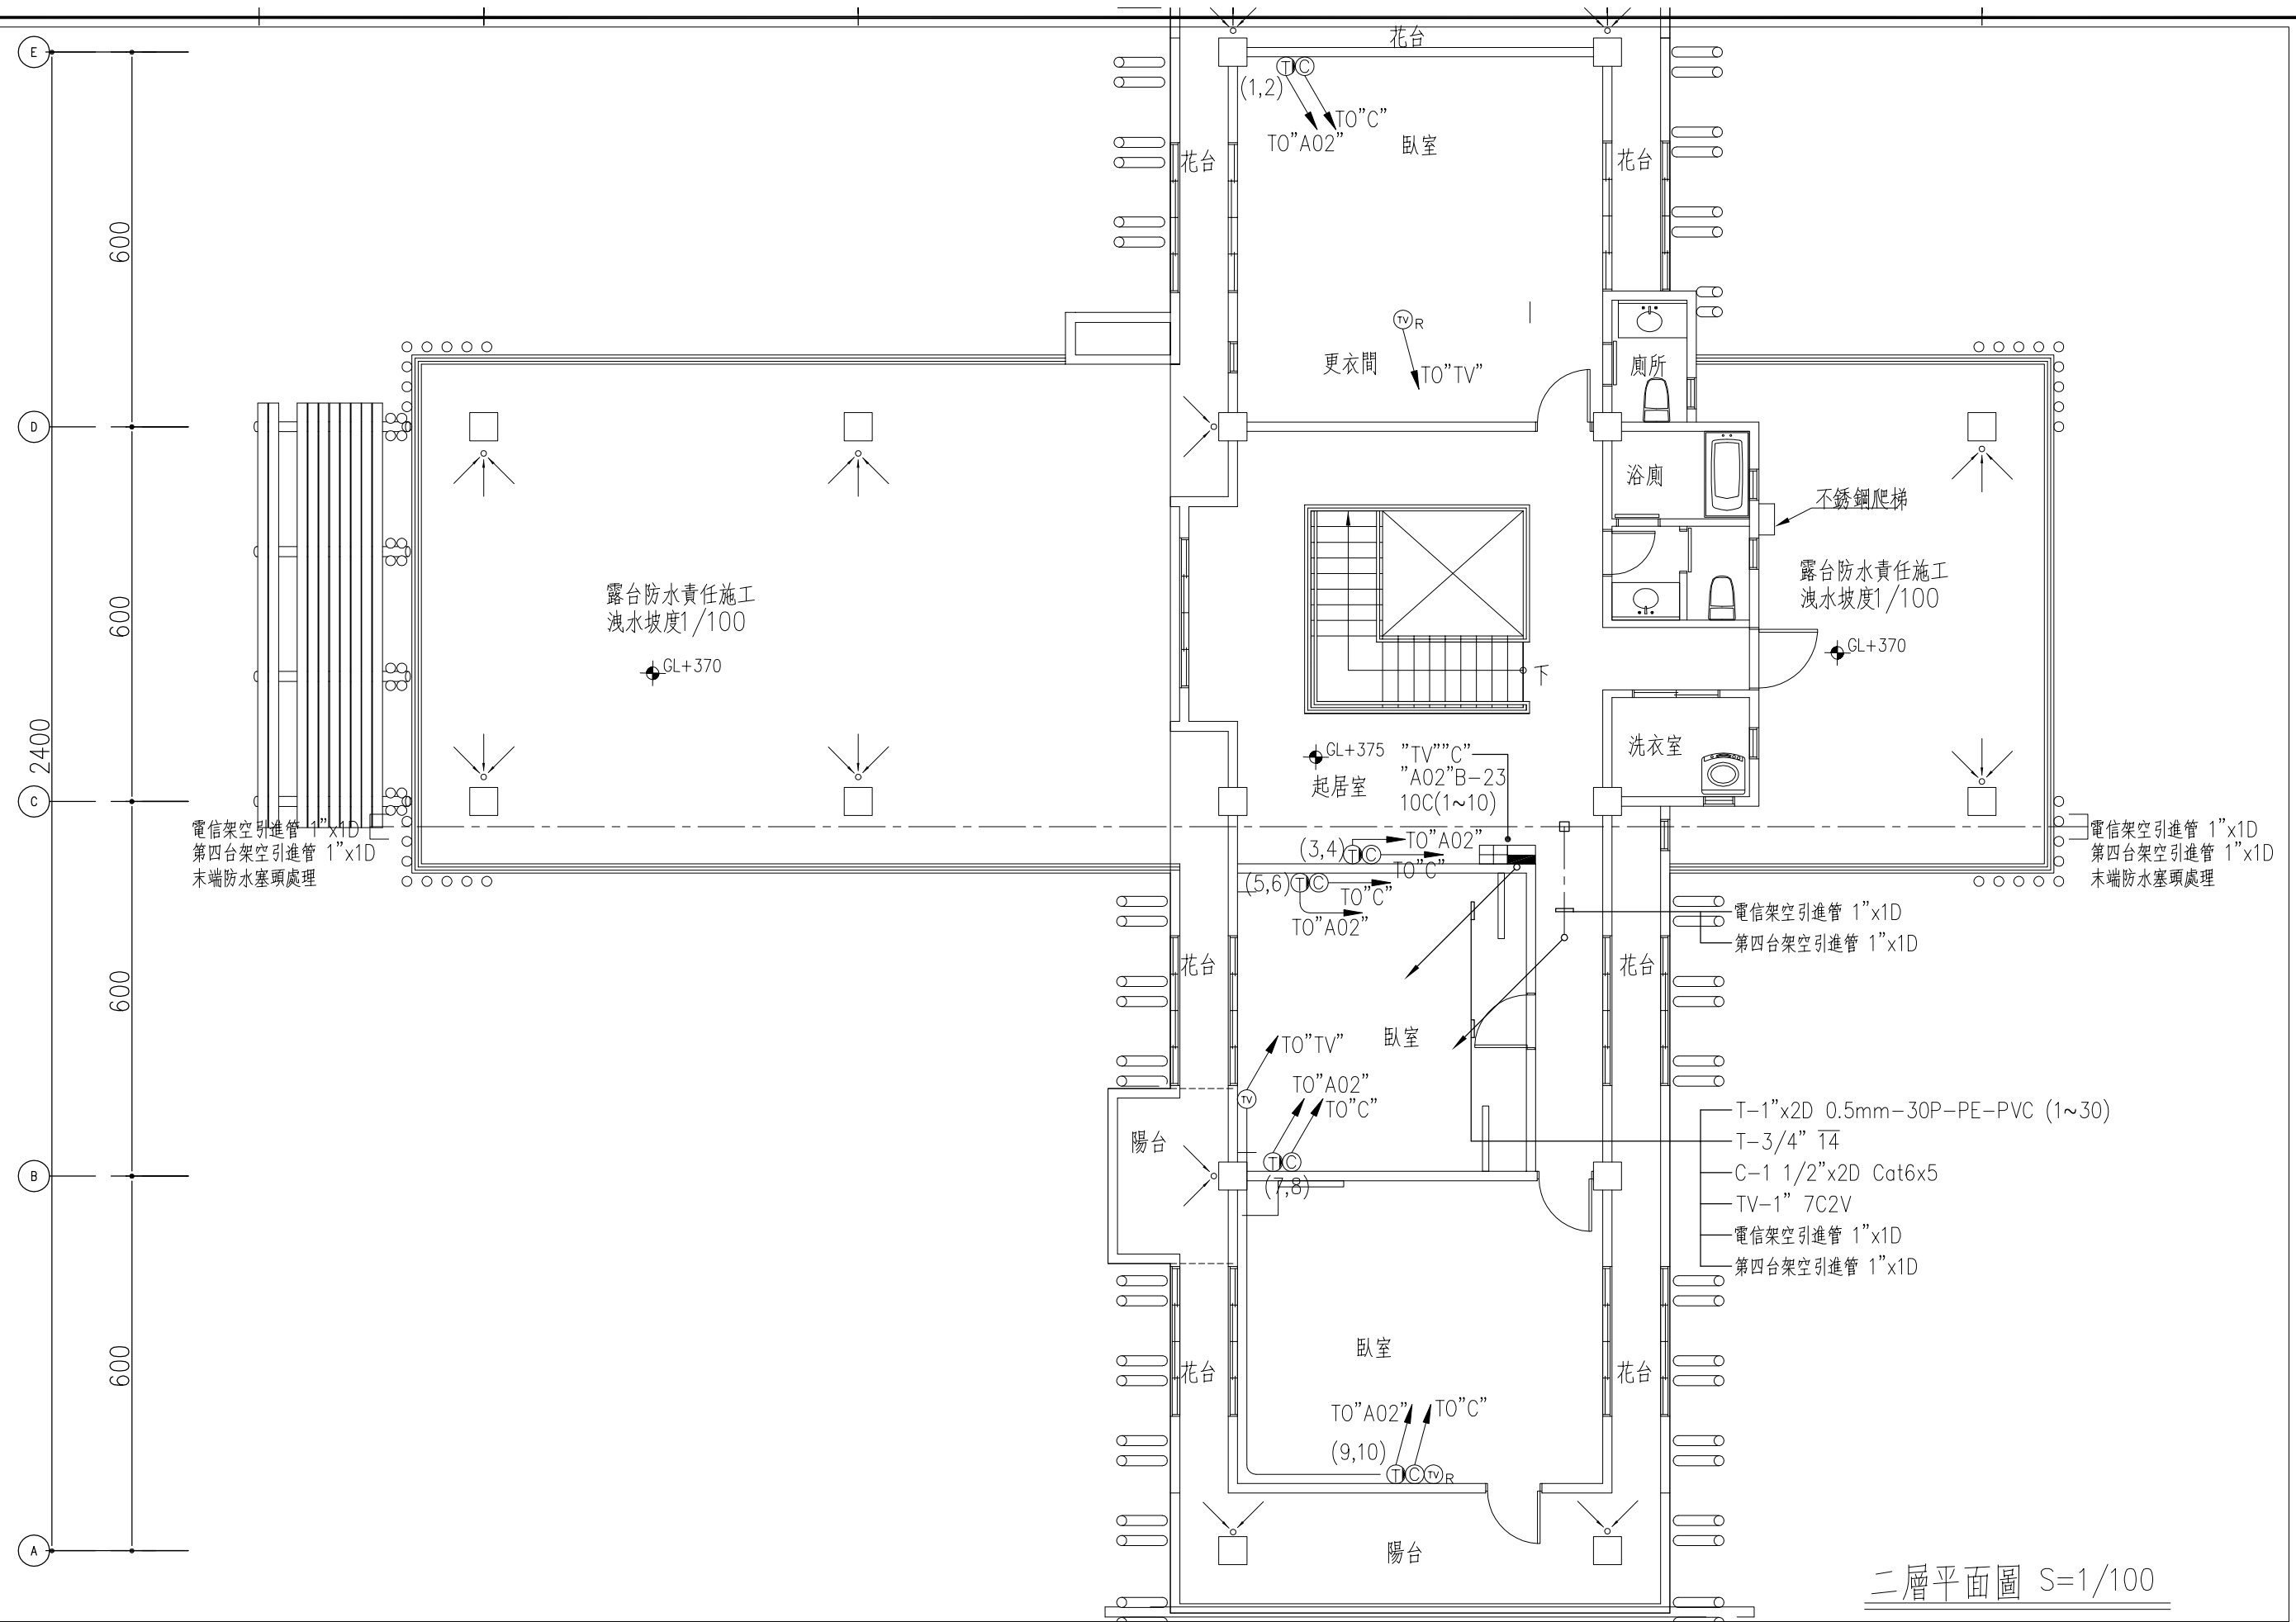 E
花台
T C
(1,2)
TO"C"
TO"A02"
臥室
花台
花台
600
TV R
更衣間
TO"TV"
廁所
D
浴廁
不銹鋼爬梯
露台防水責任施工
洩水坡度1/100
GL+370
露台防水責任施工
洩水坡度1/100
GL+370
600
下
2400
洗衣室
GL+375
起居室
"TV""C"
"A02"B-23
10C(1~10)
C
電信架空引進管 1"x1D
第四台架空引進管 1"x1D
末端防水塞頭處理
電信架空引進管 1"x1D
第四台架空引進管 1"x1D
末端防水塞頭處理
(3,4) T C
TO"A02"
TO"C"
(5,6) T C
TO"C"
TO"A02"
電信架空引進管 1"x1D
第四台架空引進管 1"x1D
花台
花台
600
臥室
TO"TV"
TV
TO"A02"
TO"C"
陽台
T C
(7,8)
B
T-1"x2D 0.5mm-30P-PE-PVC (1~30)
T-3/4" 14
C-1 1/2"x2D Cat6x5
TV-1" 7C2V
電信架空引進管 1"x1D
第四台架空引進管 1"x1D
臥室
花台
花台
600
TO"A02"
TO"C"
(9,10)
T C TV R
A
陽台
二層平面圖 S=1/100